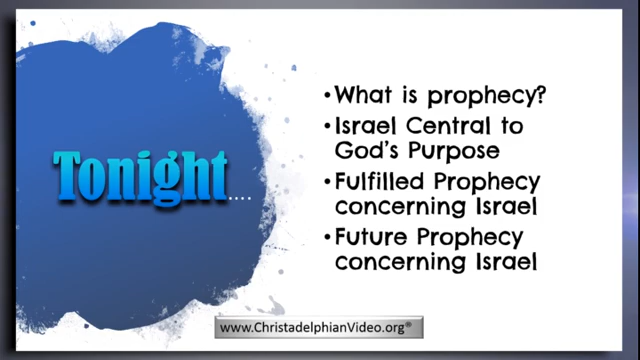 Tonight....
• What is prophecy?
• Israel Central to
God's Purpose
• Fulfilled Prophecy
concerning Israel
• Future Prophecy
concerning Israel
www.ChristadelphianVideo.org®